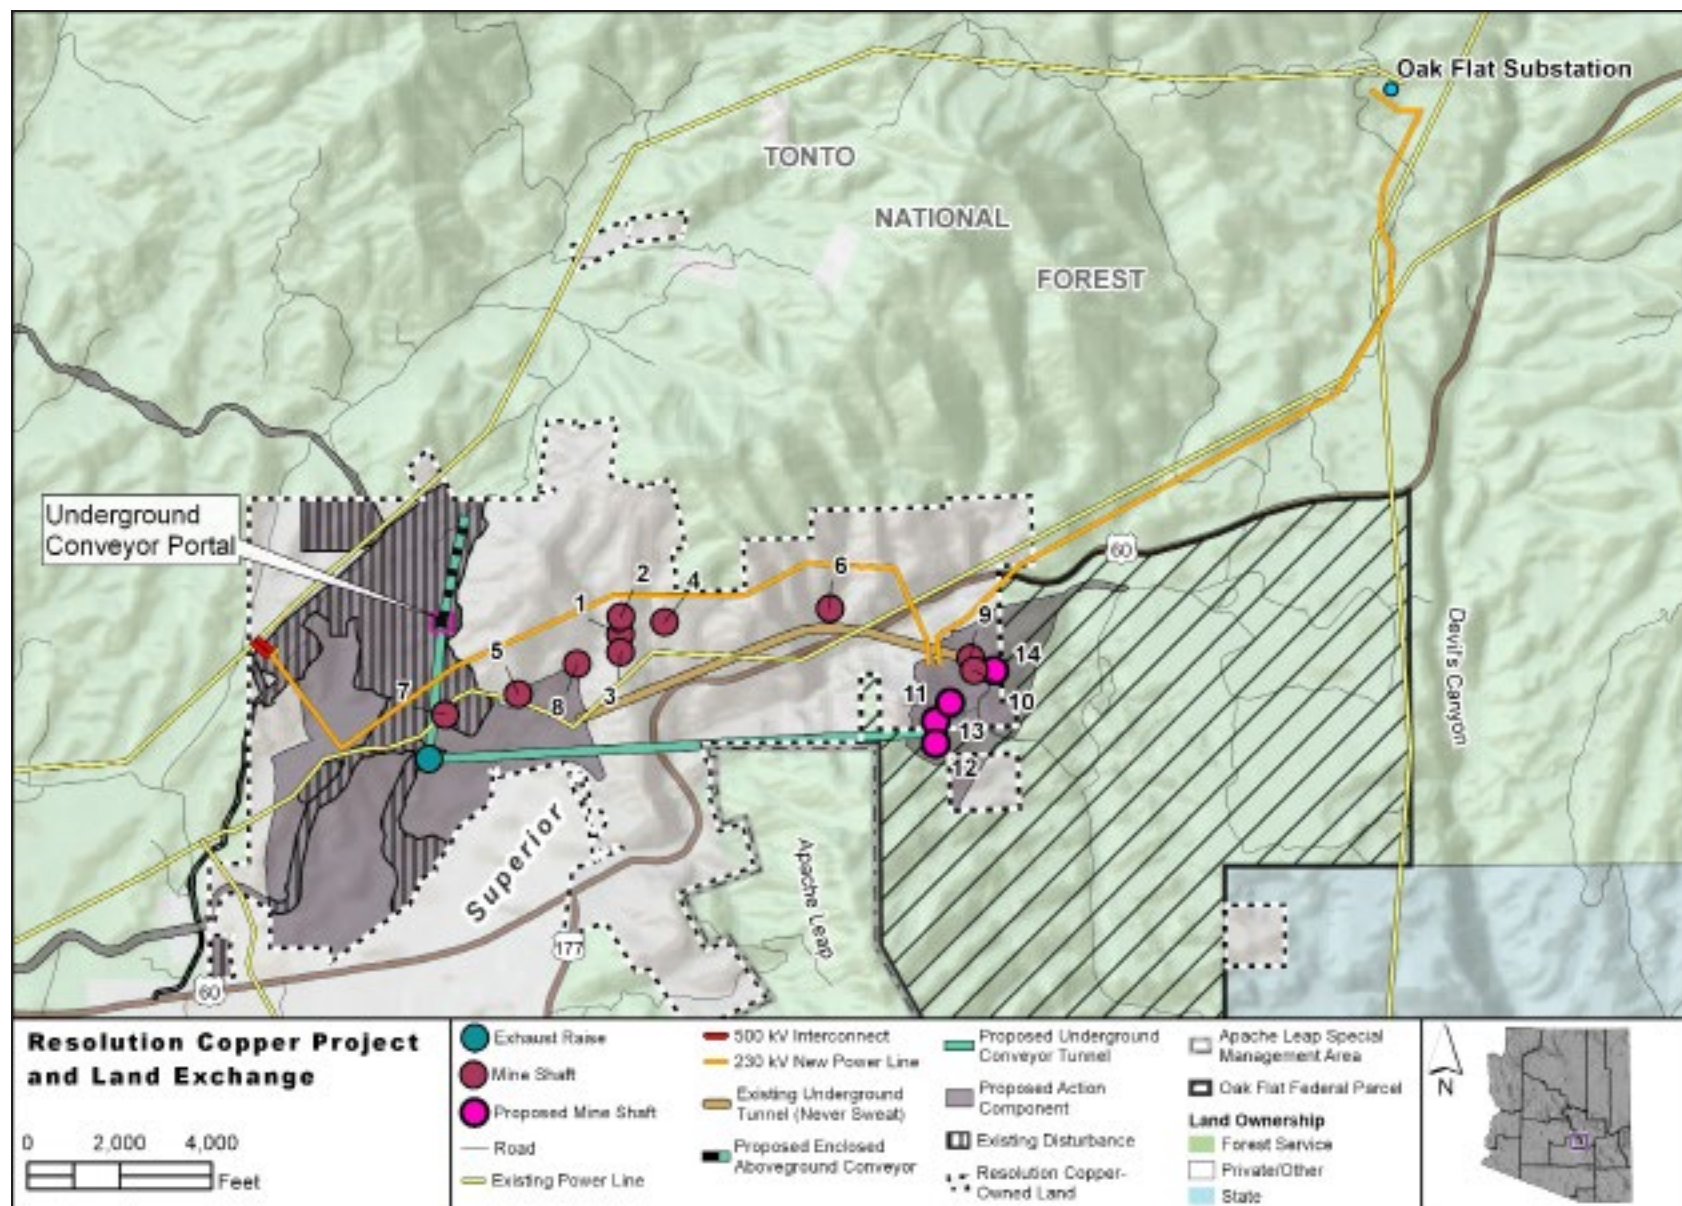 Oak Flat Substation
TONTO
NATIONAL
FOREST
Underground
Conveyor Portal
60
2
4
6
1
5
9
14
7
8
3
11
10
13
12
Devil's Canyon
Superior
Apache Leap
177
60
Resolution Copper Project
and Land Exchange
0 2,000 4,000
Feet
Exhaust Raise
Mine Shaft
Proposed Mine Shaft
Road
Existing Power Line
500 kV Interconnect
230 kV New Power Line
Existing Underground
Tunnel (Never Sweat)
Proposed Enclosed
Aboveground Conveyor
Proposed Underground
Conveyor Tunnel
Proposed Action
Component
Existing Disturbance
Resolution Copper-
Owned Land
Apache Leap Special
Management Area
Oak Flat Federal Parcel
Land Ownership
Forest Service
Private/Other
State
N